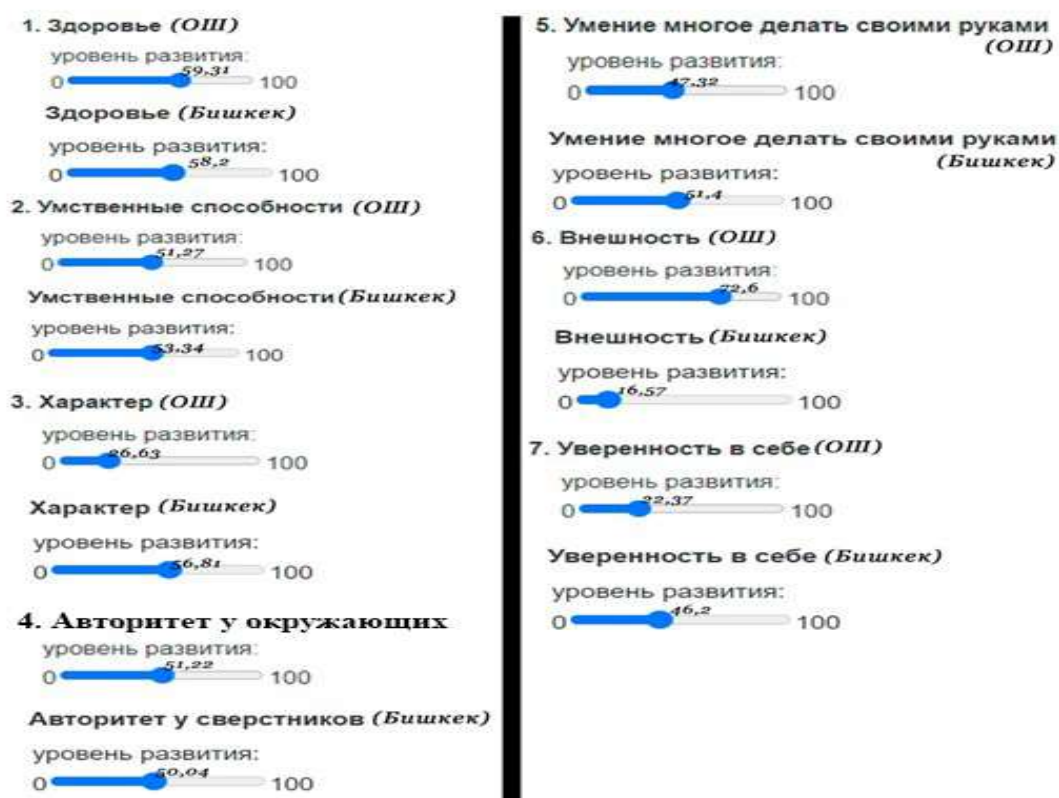 1. Здоровье (ОШ)
уровень развития:
59,31
0 100
Здоровье (Бишкек)
уровень развития:
58,2
0 100
2. Умственные способности (ОШ)
уровень развития:
51,27
0 100
Умственные способности (Бишкек)
уровень развития:
53,34
0 100
3. Характер (ОШ)
уровень развития:
26,63
0 100
Характер (Бишкек)
уровень развития:
56,81
0 100
4. Авторитет у окружающих
уровень развития:
51,22
0 100
Авторитет у сверстников (Бишкек)
уровень развития:
50,04
0 100
5. Умение многое делать своими руками
(ОШ)
уровень развития:
47,32
0 100
Умение многое делать своими руками
(Бишкек)
уровень развития:
51,4
0 100
6. Внешность (ОШ)
уровень развития:
72,6
0 100
Внешность (Бишкек)
уровень развития:
16,57
0 100
7. Уверенность в себе (ОШ)
уровень развития:
22,37
0 100
Уверенность в себе (Бишкек)
уровень развития:
46,2
0 100